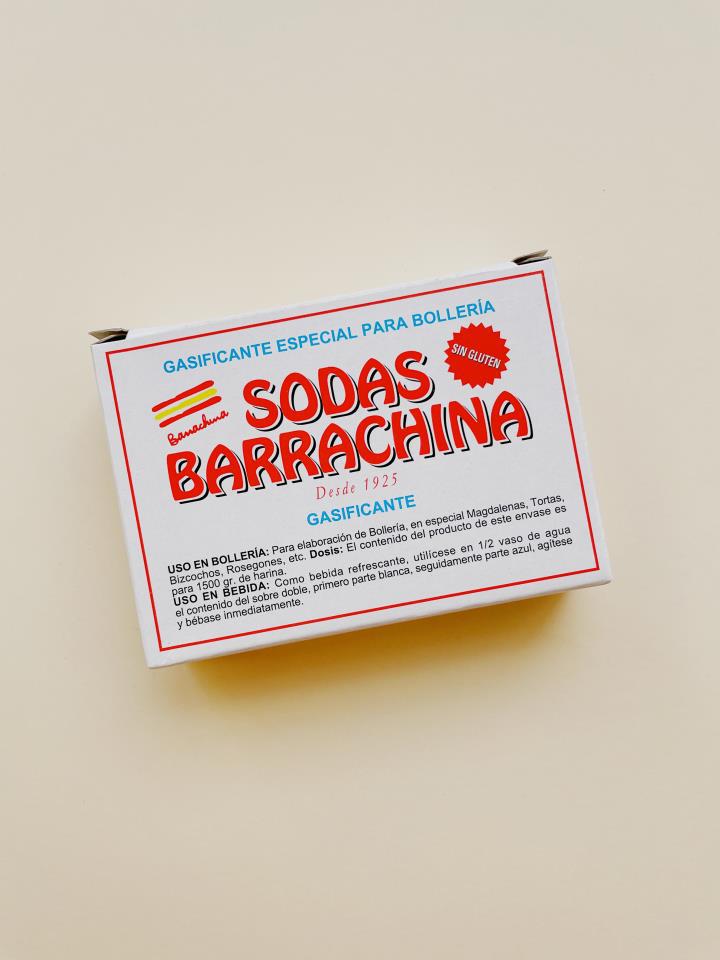 GASIFICANTE ESPECIAL PARA BOLLERÍA
SIN GLUTEN
Barrachina
SODAS
BARRACHINA
Desde 1925
GASIFICANTE
USO EN BOLLERÍA: Para elaboración de Bollería, en especial Magdalenas, Tortas,
Bizcochos, Rosegones, etc. Dosis: El contenido del producto de este envase es
para 1500 gr. de harina.
USO EN BEBIDA: Como bebida refrescante, utilícese en 1/2 vaso de agua
el contenido del sobre doble, primero parte blanca, seguidamente parte azul, agítese
y bébase inmediatamente.